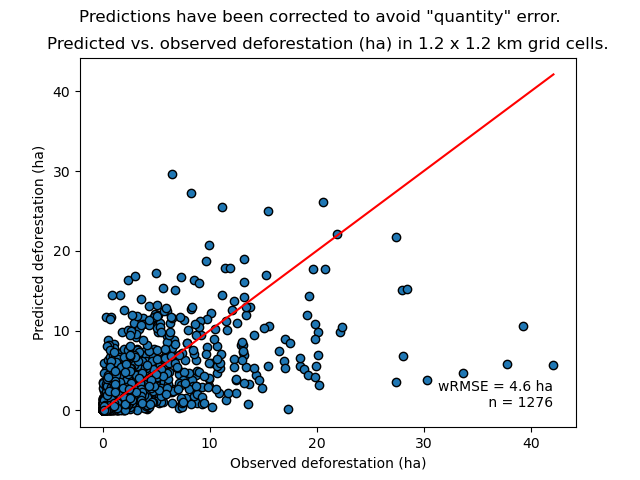 Predictions have been corrected to avoid "quantity" error.
Predicted vs. observed deforestation (ha) in 1.2 x 1.2 km grid cells.
Predicted deforestation (ha)
40
30
20
10
0
wRMSE = 4.6 ha
n = 1276
0 10 20 30 40
Observed deforestation (ha)